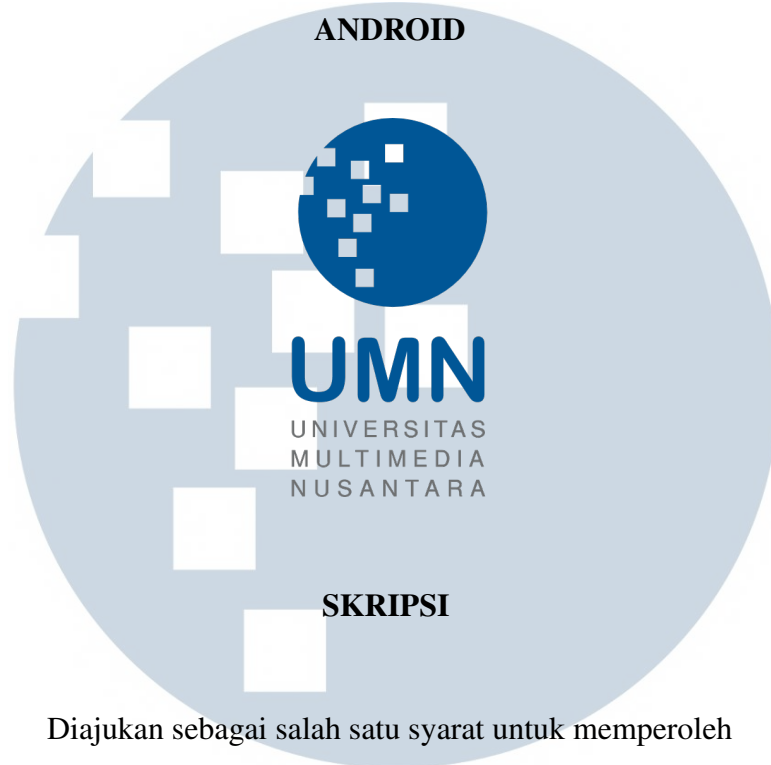 ANDROID
UMN
UNIVERSITAS
MULTIMEDIA
NUSANTARA
SKRIPSI
Diajukan sebagai salah satu syarat untuk memperoleh